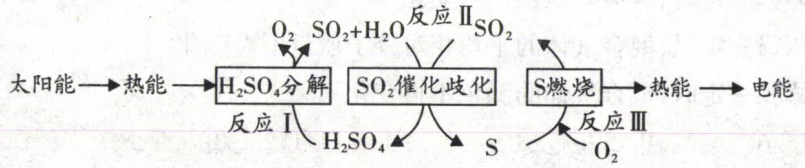 O₂ SO₂+H₂O 反应Ⅱ SO₂
太阳能 热能 H₂SO₄分解 SO₂催化歧化 S燃烧 热能 电能
反应Ⅰ H₂SO₄ S 反应Ⅲ
O₂